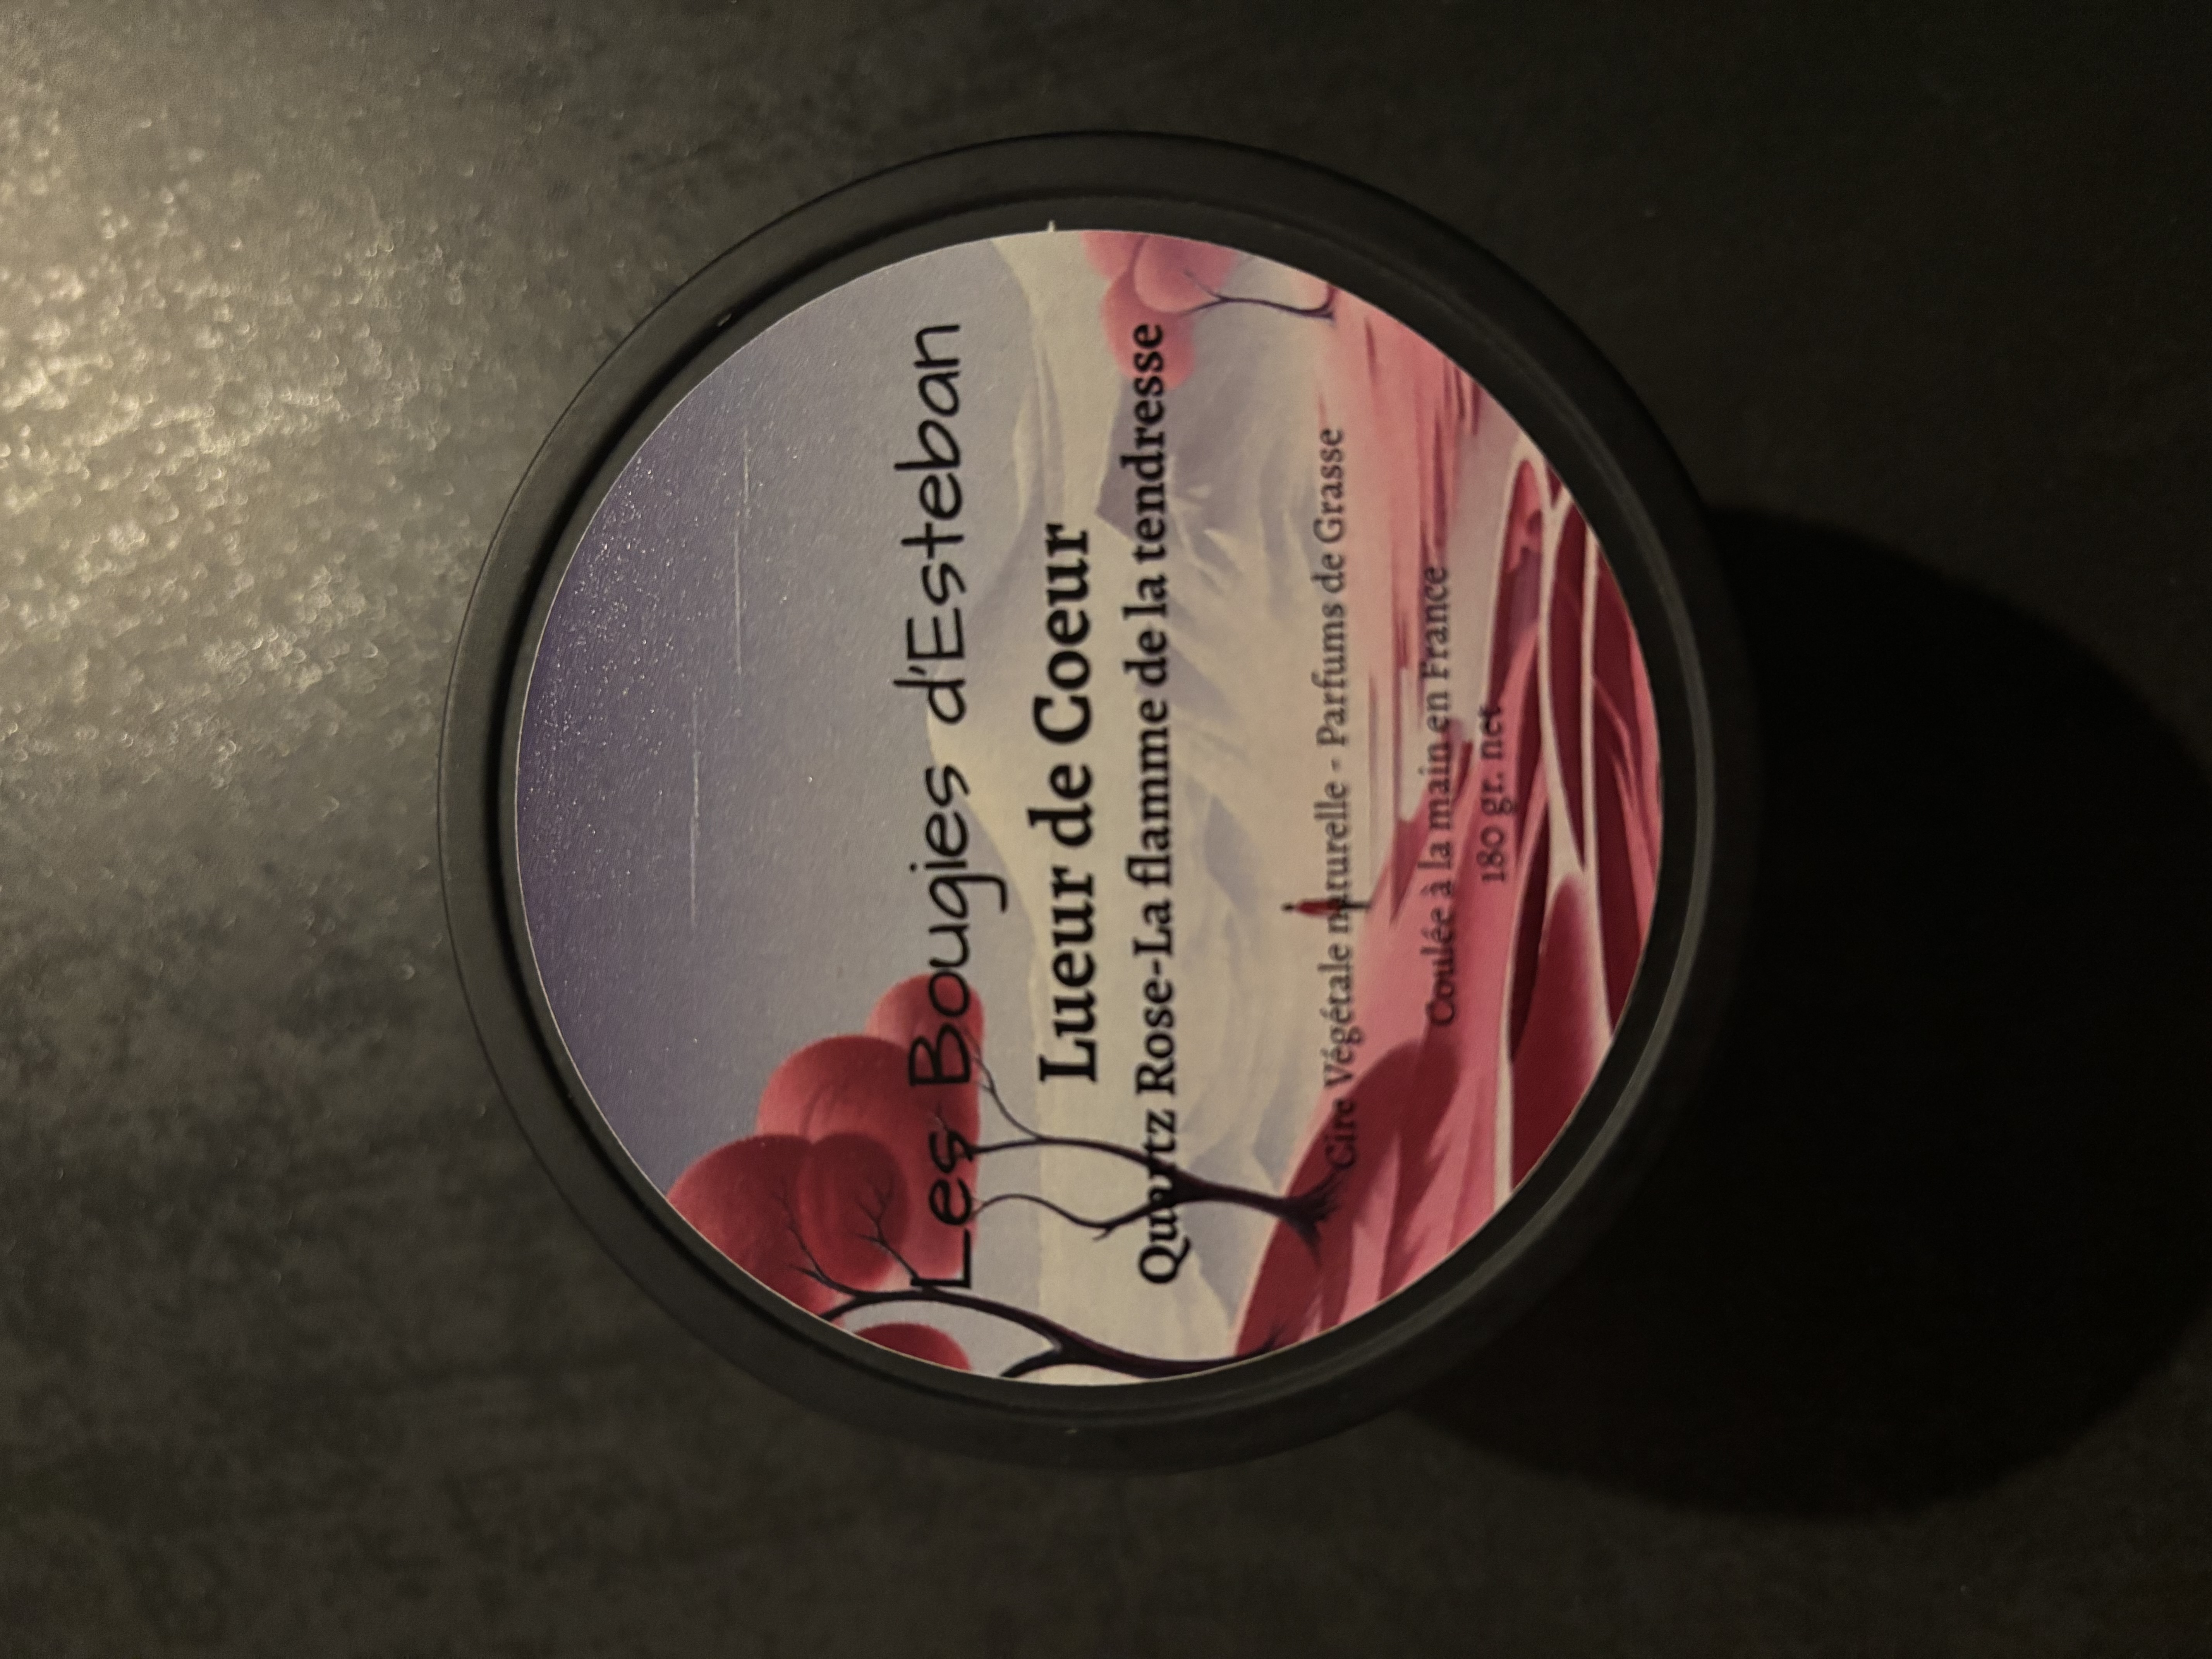 Les Bougies d'Esteban
Lueur de Coeur
Quartz Rose-La flamme de la tendresse
Cire Végétale naturelle - Parfums de Grasse
Coulée à la main en France
180 gr. net